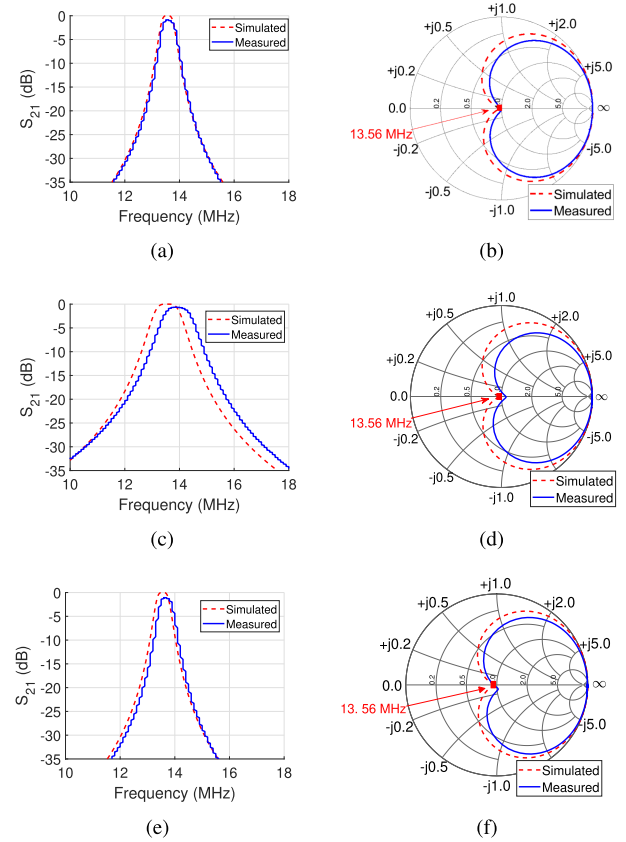 0
-5
-10
-15
-20
-25
-30
-35
S21 (dB)
10 12 14 16 18
Frequency (MHz)
Simulated
Measured
(a)
+j1.0
+j0.5
+j2.0
+j0.2
+j5.0
0.0
0.2
0.5
1.0
2.0
5.0
∞
13.56 MHz
-j0.2
-j5.0
-j0.5
-j1.0
Simulated
Measured
(b)
0
-5
-10
-15
-20
-25
-30
-35
S21 (dB)
10 12 14 16 18
Frequency (MHz)
Simulated
Measured
(c)
+j1.0
+j0.5
+j2.0
+j0.2
+j5.0
0.0
0.2
0.5
1.0
2.0
5.0
∞
13.56 MHz
-j0.2
-j5.0
-j0.5
-j1.0
Simulated
Measured
(d)
0
-5
-10
-15
-20
-25
-30
-35
S21 (dB)
10 12 14 16 18
Frequency (MHz)
Simulated
Measured
(e)
+j1.0
+j0.5
+j2.0
+j0.2
+j5.0
0.0
0.2
0.5
2.0
5.0
∞
13. 56 MHz
-j0.2
-j5.0
-j0.5
-j1.0
Simulated
Measured
(f)